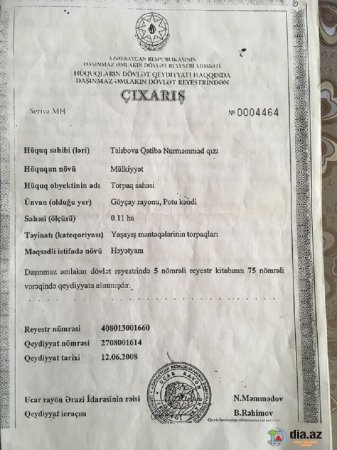 AZƏRBAYCAN RESPUBLİKASININ
DAŞINMAZ ƏMLAKIN DÖVLƏT REYESTRİ XİDMƏTİ
HÜQUQLARIN DÖVLƏT QEYDİYYATI HAQQINDA
DAŞINMAZ ƏMLAKIN DÖVLƏT REYESTRİNDƏN
ÇIXARIŞ
Seriya MH № 0004464
Hüquq sahibi (ləri) Talıbova Qətibə Nurməmməd qızı
Hüququn növü Mülkiyyət
Hüquq obyektinin adı Torpaq sahəsi
Ünvan (olduğu yer) Göyçay rayonu, Potu kəndi
Sahəsi (ölçüsü) 0.11 ha
Təyinatı (kateqoriyası) Yaşayış məntəqələrinin torpaqları
Məqsədli istifadə növü Həyətyanı
Daşınmaz əmlakın dövlət reyestrində 5 nömrəli reyestr kitabının 75 nömrəli
vərəqində qeydiyyata alınmışdır.
Reyestr nömrəsi 408013001660
Qeydiyyat nömrəsi 2708001614
Qeydiyyat tarixi 12.06.2008
Ucar rayon Ərazi İdarəsinin rəisi N.Məmmədov
Qeydiyyat icraçısı B.Rəhimov
dia.az